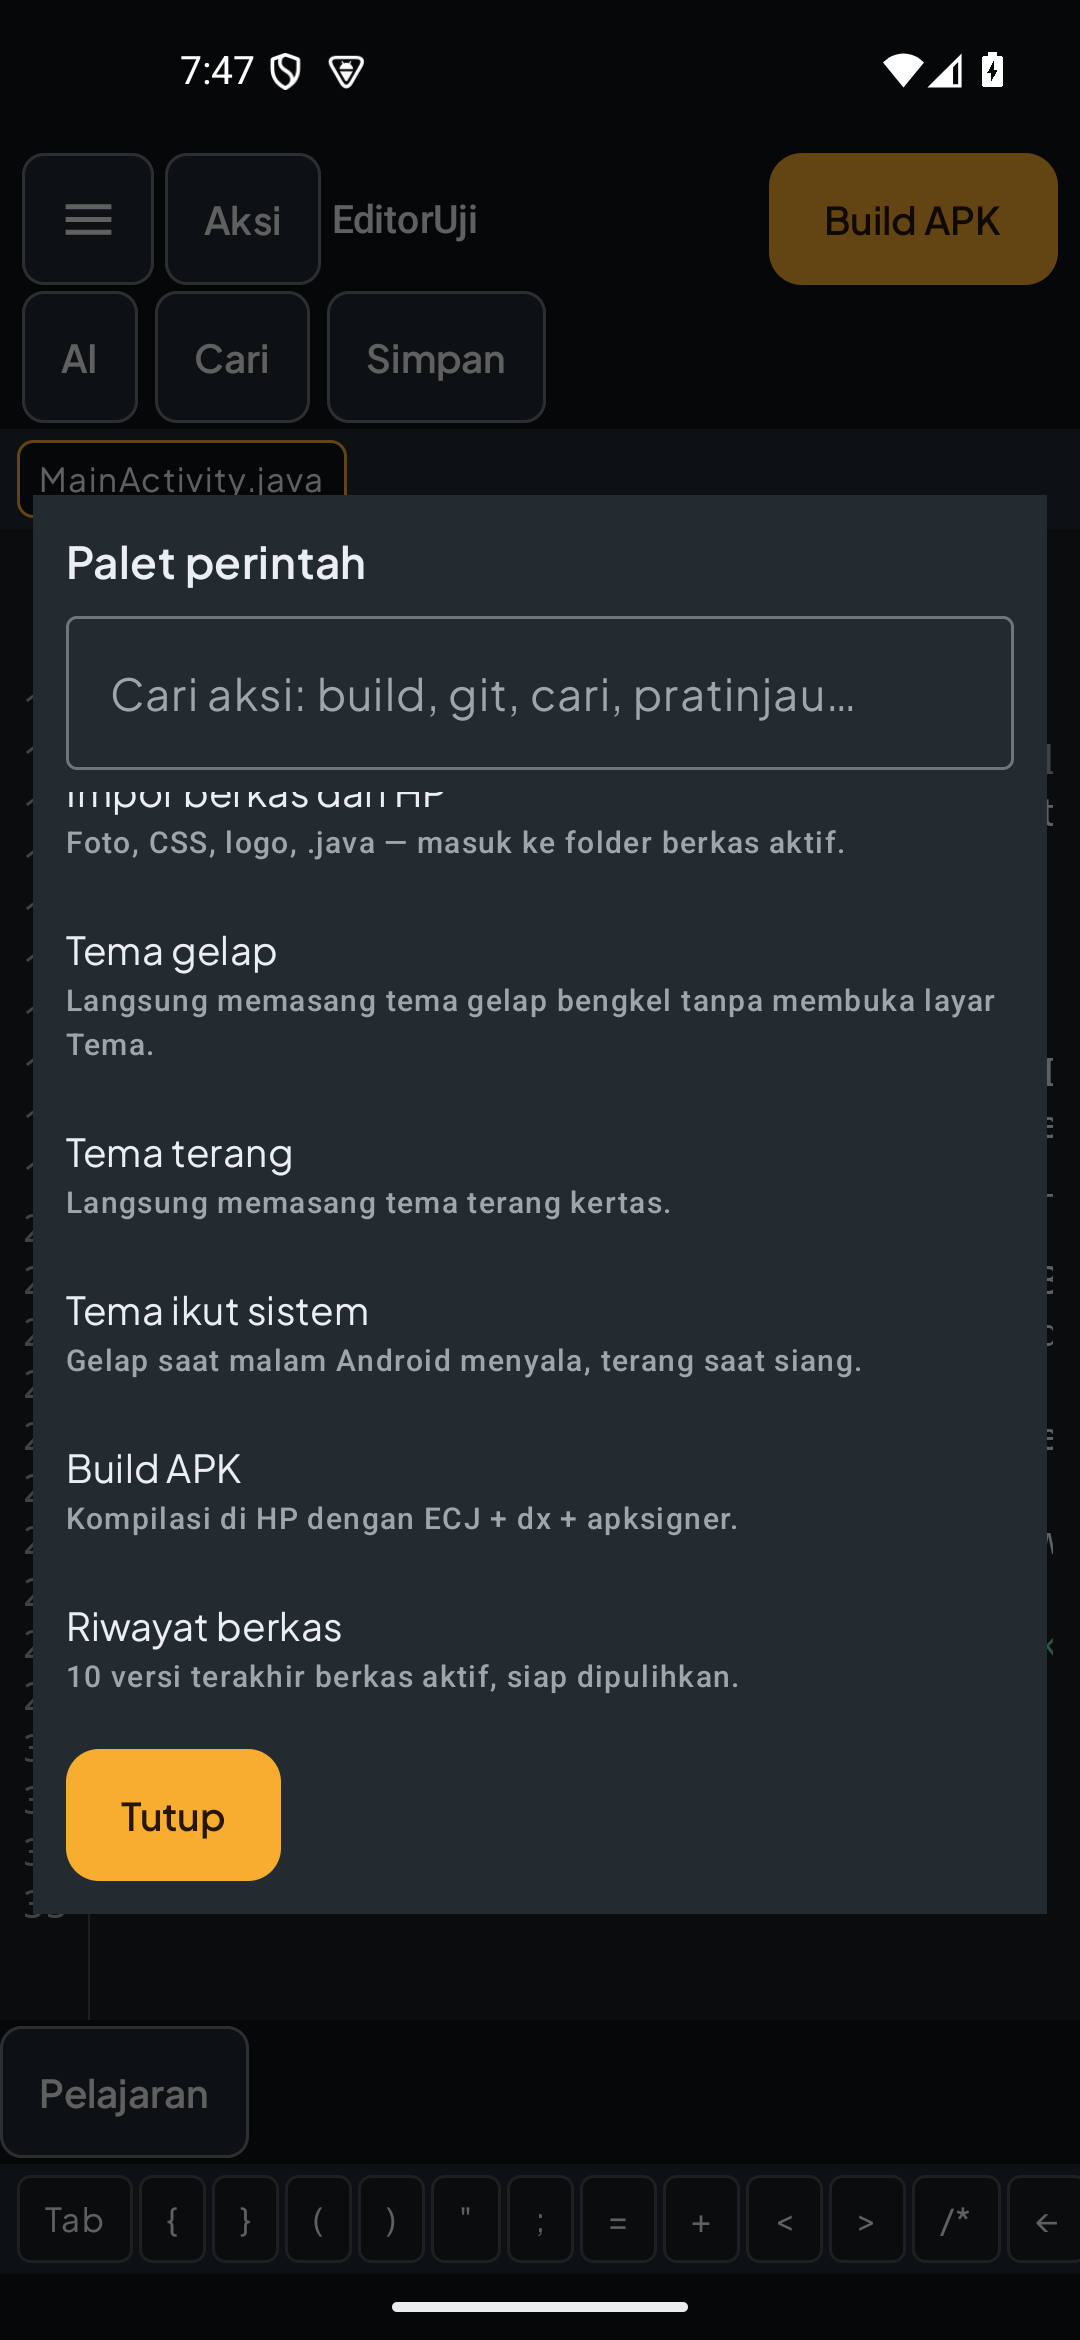 7:47
Aksi
EditorUji
Build APK
AI
Cari
Simpan
MainActivity.java
Palet perintah
Cari aksi: build, git, cari, pratinjau...
Impor berkas dari HP
Foto, CSS, logo, .java — masuk ke folder berkas aktif.
Tema gelap
Langsung memasang tema gelap bengkel tanpa membuka layar
Tema.
Tema terang
Langsung memasang tema terang kertas.
Tema ikut sistem
Gelap saat malam Android menyala, terang saat siang.
Build APK
Kompilasi di HP dengan ECJ + dx + apksigner.
Riwayat berkas
10 versi terakhir berkas aktif, siap dipulihkan.
Tutup
Pelajaran
Tab { } ( ) " ; = + < > /* ←